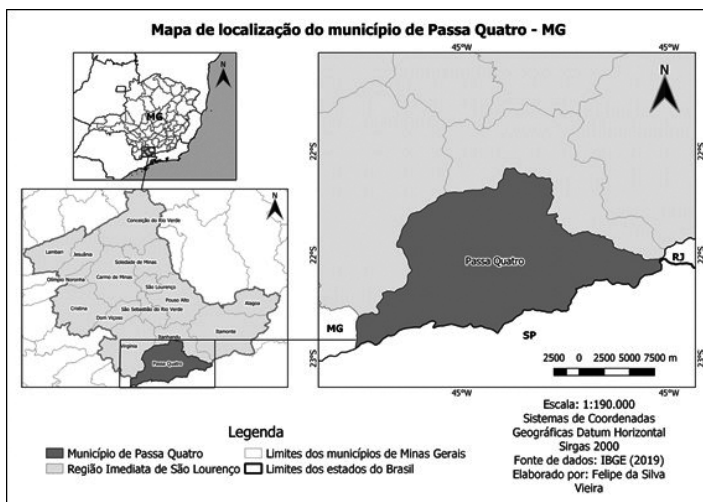 Mapa de localização do município de Passa Quatro - MG
N
MG
N
Conceição do Rio Verde
Lambari
Jesuânia
Soledade de Minas
Olímpio Noronha
Carmo de Minas
São Lourenço
Pouso Alto
Alagoa
Cristina
São Sebastião do Rio Verde
Dom Viçoso
Itamonte
Itanhandu
Virgínia
Passa Quatro
45°W
45°W
N
22°S
22°S
22°S
22°S
Passa Quatro
RJ
MG
SP
23°S
23°S
2500 0 2500 5000 7500 m
45°W
45°W
Legenda
Município de Passa Quatro
Limites dos municípios de Minas Gerais
Região Imediata de São Lourenço
Limites dos estados do Brasil
Escala: 1:190.000
Sistemas de Coordenadas
Geográficas Datum Horizontal
Sirgas 2000
Fonte de dados: IBGE (2019)
Elaborado por: Felipe da Silva
Vieira